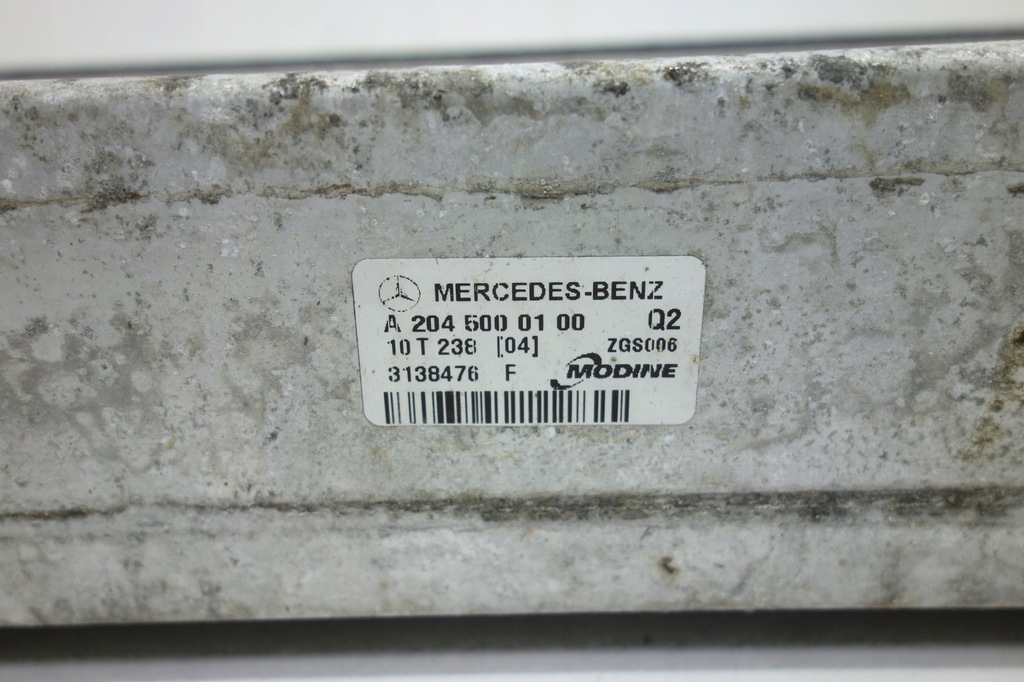 MERCEDES-BENZ
A 204 500 01 00 Q2
10 T 238 [04] ZGS006
3138476 F MODINE